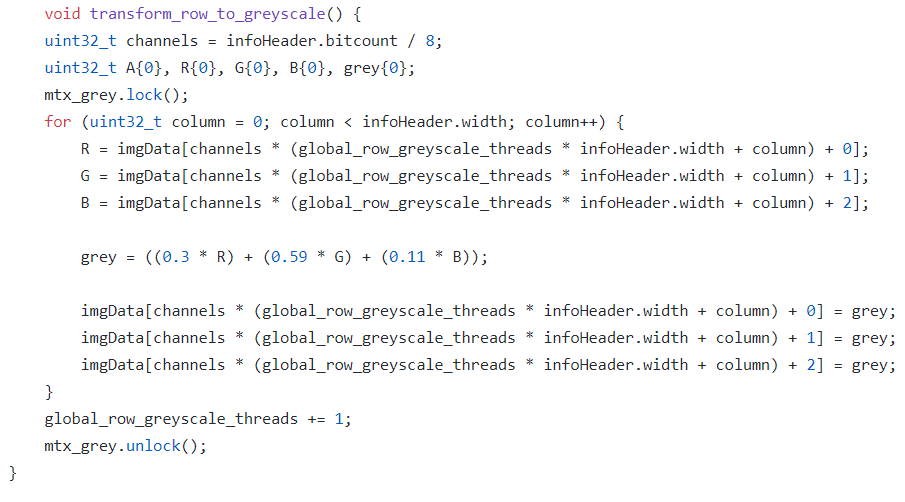 void transform_row_to_greyscale() {
uint32_t channels = infoHeader.bitcount / 8;
uint32_t A{0}, R{0}, G{0}, B{0}, grey{0};
mtx_grey.lock();
for (uint32_t column = 0; column < infoHeader.width; column++) {
R = imgData[channels * (global_row_greyscale_threads * infoHeader.width + column) + 0];
G = imgData[channels * (global_row_greyscale_threads * infoHeader.width + column) + 1];
B = imgData[channels * (global_row_greyscale_threads * infoHeader.width + column) + 2];
grey = ((0.3 * R) + (0.59 * G) + (0.11 * B));
imgData[channels * (global_row_greyscale_threads * infoHeader.width + column) + 0] = grey;
imgData[channels * (global_row_greyscale_threads * infoHeader.width + column) + 1] = grey;
imgData[channels * (global_row_greyscale_threads * infoHeader.width + column) + 2] = grey;
}
global_row_greyscale_threads += 1;
mtx_grey.unlock();
}